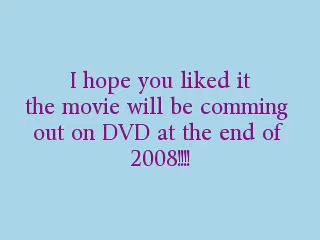 I hope you liked it
the movie will be comming
out on DVD at the end of
2008!!!!